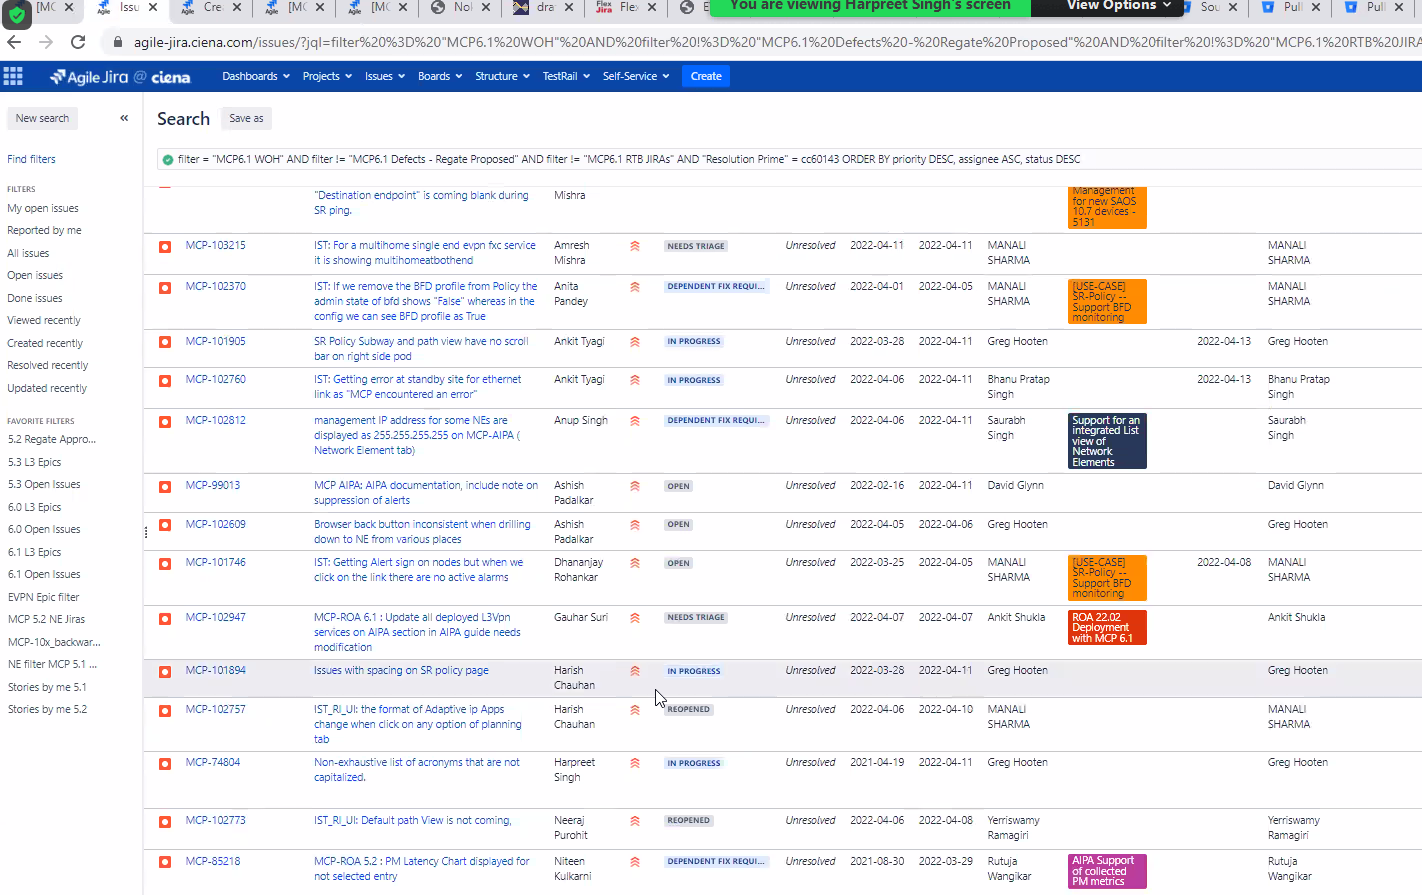 [MC
Issu
Cre
[MC
[MC
Nok
dra
Flex
Flex
You are viewing Harpreet Singh's screen
View Options
Sou
Pull
Pull
agile-jira.ciena.com/issues/?jql=filter%20%3D%20"MCP6.1%20WOH"%20AND%20filter%20!%3D%20"MCP6.1%20Defects%20-%20Regate%20Proposed"%20AND%20filter%20!%3D%20"MCP6.1%20RTB%20JIRA
Agile Jira @ ciena
Dashboards Projects Issues Boards Structure TestRail Self-Service Create
New search «
Search Save as
filter = "MCP6.1 WOH" AND filter != "MCP6.1 Defects - Regate Proposed" AND filter != "MCP6.1 RTB JIRAs" AND "Resolution Prime" = cc60143 ORDER BY priority DESC, assignee ASC, status DESC
Find filters
FILTERS
My open issues
Reported by me
All issues
Open issues
Done issues
Viewed recently
Created recently
Resolved recently
Updated recently
FAVORITE FILTERS
5.2 Regate Appro...
5.3 L3 Epics
5.3 Open Issues
6.0 L3 Epics
6.0 Open Issues
6.1 L3 Epics
6.1 Open Issues
EVPN Epic filter
MCP 5.2 NE Jiras
MCP-10x_backwar...
NE filter MCP 5.1 ...
Stories by me 5.1
Stories by me 5.2
"Destination endpoint" is coming blank during
SR ping.
Mishra
Management
for new SAOS
10.7 devices -
5131
MCP-103215 IST: For a multihome single end evpn fxc service Amresh NEEDS TRIAGE Unresolved 2022-04-11 2022-04-11 MANALI MANALI
it is showing multihomeatbothend Mishra SHARMA SHARMA
MCP-102370 IST: If we remove the BFD profile from Policy the Anita DEPENDENT FIX REQUI... Unresolved 2022-04-01 2022-04-05 MANALI [USE-CASE] MANALI
admin state of bfd shows "False" whereas in the Pandey SHARMA SR-Policy -- SHARMA
config we can see BFD profile as True Support BFD
monitoring
MCP-101905 SR Policy Subway and path view have no scroll Ankit Tyagi IN PROGRESS Unresolved 2022-03-28 2022-04-11 Greg Hooten 2022-04-13 Greg Hooten
bar on right side pod
MCP-102760 IST: Getting error at standby site for ethernet Ankit Tyagi IN PROGRESS Unresolved 2022-04-06 2022-04-11 Bhanu Pratap 2022-04-13 Bhanu Pratap
link as "MCP encountered an error" Singh Singh
MCP-102812 management IP address for some NEs are Anup Singh DEPENDENT FIX REQUI... Unresolved 2022-04-06 2022-04-11 Saurabh Support for an Saurabh
displayed as 255.255.255.255 on MCP-AIPA ( Singh integrated List Singh
Network Element tab) view of
Network
Elements
MCP-99013 MCP AIPA: AIPA documentation, include note on Ashish OPEN Unresolved 2022-02-16 2022-04-11 David Glynn David Glynn
suppression of alerts Padalkar
MCP-102609 Browser back button inconsistent when drilling Ashish OPEN Unresolved 2022-04-05 2022-04-06 Greg Hooten Greg Hooten
down to NE from various places Padalkar
MCP-101746 IST: Getting Alert sign on nodes but when we Dhananjay OPEN Unresolved 2022-03-25 2022-04-05 MANALI [USE-CASE] 2022-04-08 MANALI
click on the link there are no active alarms Rohankar SHARMA SR-Policy -- SHARMA
Support BFD
monitoring
MCP-102947 MCP-ROA 6.1 : Update all deployed L3Vpn Gauhar Suri NEEDS TRIAGE Unresolved 2022-04-07 2022-04-07 Ankit Shukla ROA 22.02 Ankit Shukla
services on AIPA section in AIPA guide needs Deployment
modification with MCP 6.1
MCP-101894 Issues with spacing on SR policy page Harish IN PROGRESS Unresolved 2022-03-28 2022-04-11 Greg Hooten Greg Hooten
Chauhan
MCP-102757 IST_RI_UI: the format of Adaptive ip Apps Harish REOPENED Unresolved 2022-04-06 2022-04-10 MANALI MANALI
change when click on any option of planning Chauhan SHARMA SHARMA
tab
MCP-74804 Non-exhaustive list of acronyms that are not Harpreet IN PROGRESS Unresolved 2021-04-19 2022-04-11 Greg Hooten Greg Hooten
capitalized. Singh
MCP-102773 IST_RI_UI: Default path View is not coming, Neeraj REOPENED Unresolved 2022-04-06 2022-04-08 Yerriswamy Yerriswamy
Purohit Ramagiri Ramagiri
MCP-85218 MCP-ROA 5.2 : PM Latency Chart displayed for Niteen DEPENDENT FIX REQUI... Unresolved 2021-08-30 2022-03-29 Rutuja AIPA Support Rutuja
not selected entry Kulkarni Wangikar of collected Wangikar
PM metrics